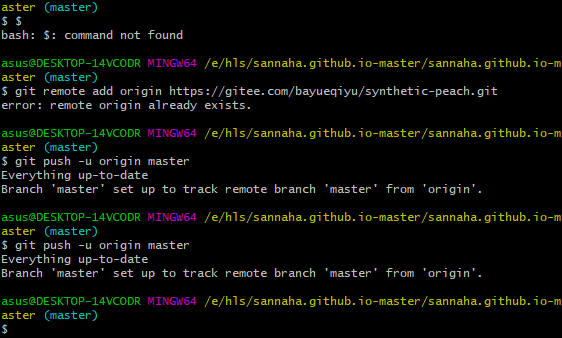 aster (master)
$ $
bash: $: command not found
asus@DESKTOP-14VCODR MINGW64 /e/hls/sannaha.github.io-master/sannaha.github.io-m
aster (master)
$ git remote add origin https://gitee.com/bayueqiyu/synthetic-peach.git
error: remote origin already exists.
asus@DESKTOP-14VCODR MINGW64 /e/hls/sannaha.github.io-master/sannaha.github.io-m
aster (master)
$ git push -u origin master
Everything up-to-date
Branch 'master' set up to track remote branch 'master' from 'origin'.
asus@DESKTOP-14VCODR MINGW64 /e/hls/sannaha.github.io-master/sannaha.github.io-m
aster (master)
$ git push -u origin master
Everything up-to-date
Branch 'master' set up to track remote branch 'master' from 'origin'.
asus@DESKTOP-14VCODR MINGW64 /e/hls/sannaha.github.io-master/sannaha.github.io-m
aster (master)
$